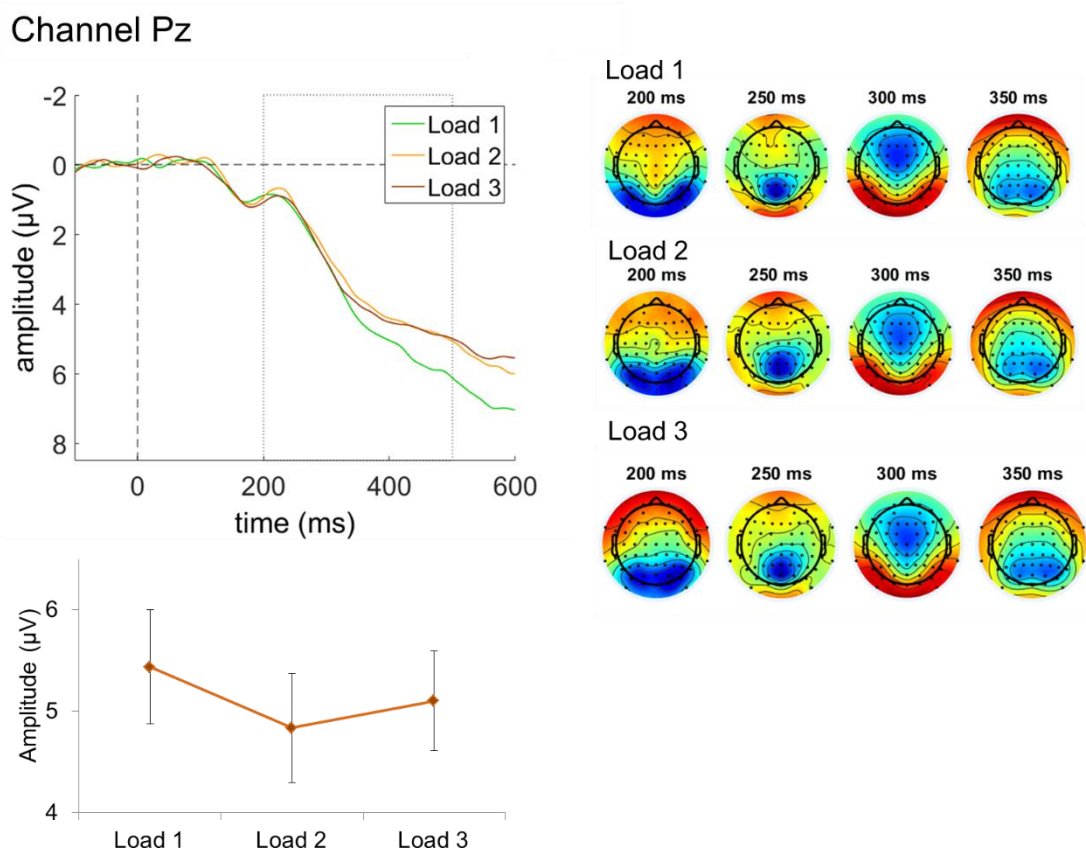 Channel Pz
-2
0
2
4
6
8
amplitude (µV)
Load 1
Load 2
Load 3
0
200
400
600
time (ms)
Load 1
200 ms
250 ms
300 ms
350 ms
Load 2
200 ms
250 ms
300 ms
350 ms
Load 3
200 ms
250 ms
300 ms
350 ms
Amplitude (µV)
6
5
4
Load 1
Load 2
Load 3